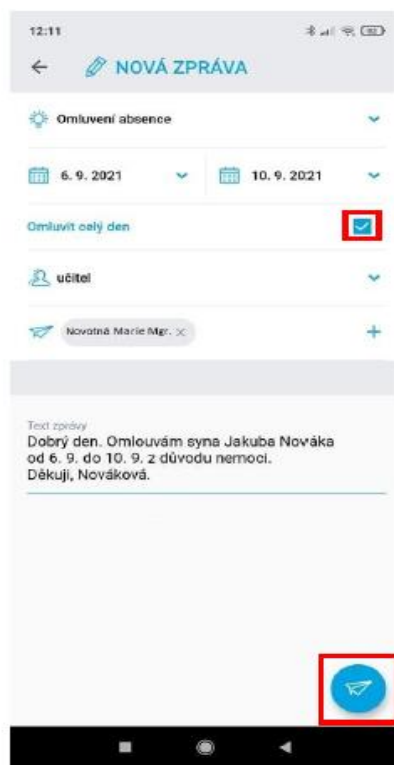 12:11
NOVÁ ZPRÁVA
Omluvení absence
6. 9. 2021
10. 9. 2021
Omluvit celý den
učitel
Novotná Marie Mgr. ×
Text zprávy
Dobrý den. Omlouvám syna Jakuba Nováka
od 6. 9. do 10. 9. z důvodu nemoci.
Děkuji, Nováková.